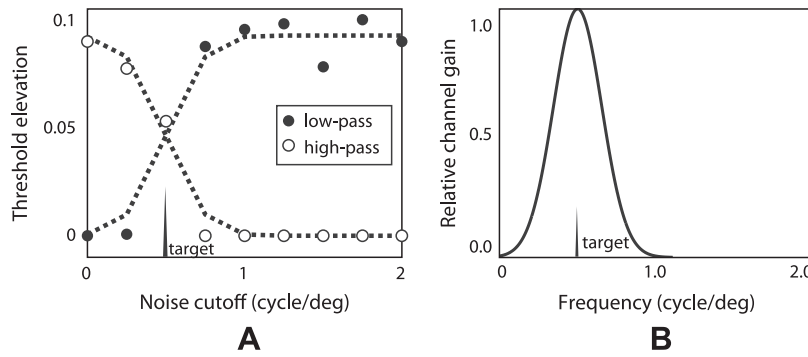 0.1
0.05
0
Threshold elevation
low-pass
high-pass
target
0
1
2
Noise cutoff (cycle/deg)
A
1.0
0.5
0.0
Relative channel gain
target
0
1.0
2.0
Frequency (cycle/deg)
B